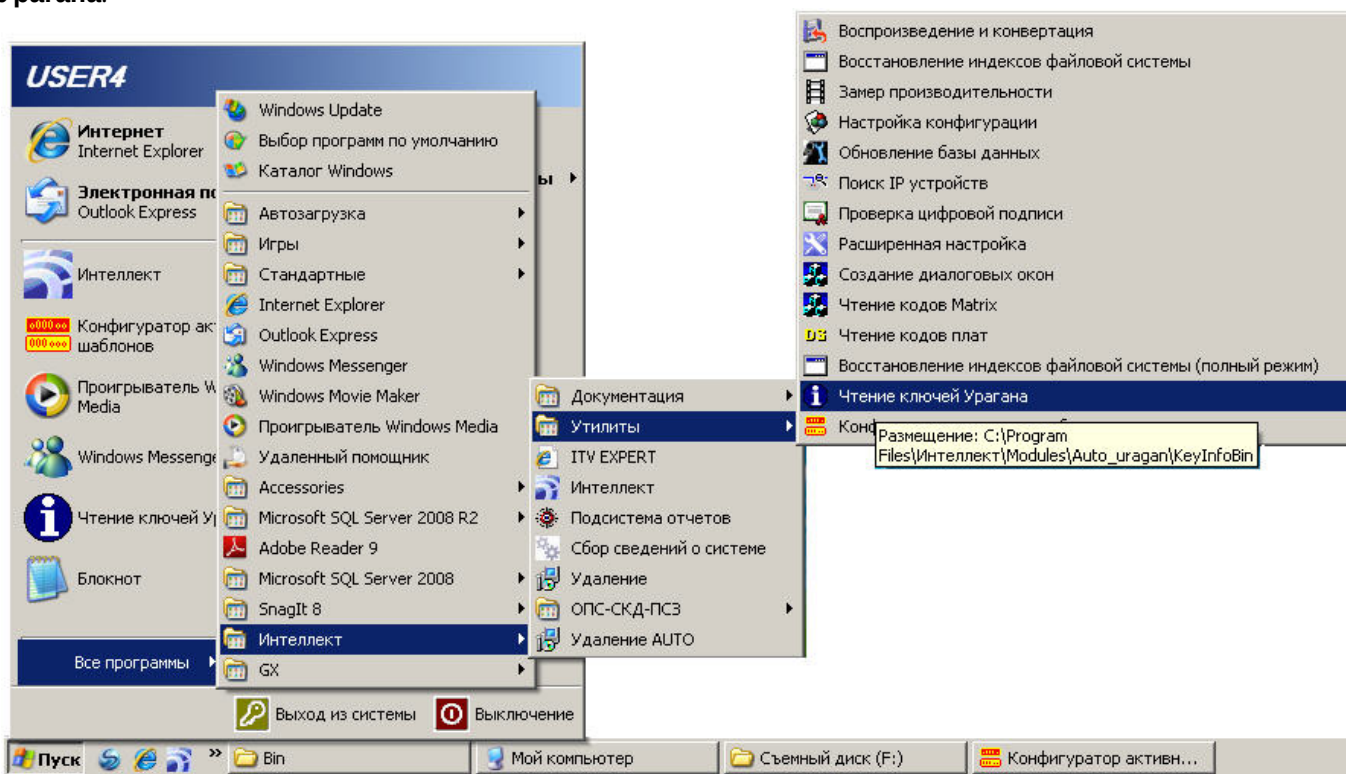 USER4
Интернет
Internet Explorer
Электронная по
Outlook Express
Интеллект
Конфигуратор ак
шаблонов
Проигрыватель W
Media
Windows Messenge
Чтение ключей У
Блокнот
Все программы
Windows Update
Выбор программ по умолчанию
Каталог Windows
Автозагрузка
Игры
Стандартные
Internet Explorer
Outlook Express
Windows Messenger
Windows Movie Maker
Проигрыватель Windows Media
Удаленный помощник
Accessories
Microsoft SQL Server 2008 R2
Adobe Reader 9
Microsoft SQL Server 2008
SnagIt 8
Интеллект
GX
ы
Документация
Утилиты
ITV EXPERT
Интеллект
Подсистема отчетов
Сбор сведений о системе
Удаление
ОПС-СКД-ПСЗ
Удаление AUTO
Воспроизведение и конвертация
Восстановление индексов файловой системы
Замер производительности
Настройка конфигурации
Обновление базы данных
Поиск IP устройств
Проверка цифровой подписи
Расширенная настройка
Создание диалоговых окон
Чтение кодов Matrix
Чтение кодов плат
Восстановление индексов файловой системы (полный режим)
Чтение ключей Урагана
Конф
Размещение: C:\Program
Files\Интеллект\Modules\Auto_uragan\KeyInfoBin
Выход из системы
Выключение
Пуск
»
Bin
Мой компьютер
Съемный диск (F:)
Конфигуратор активн...